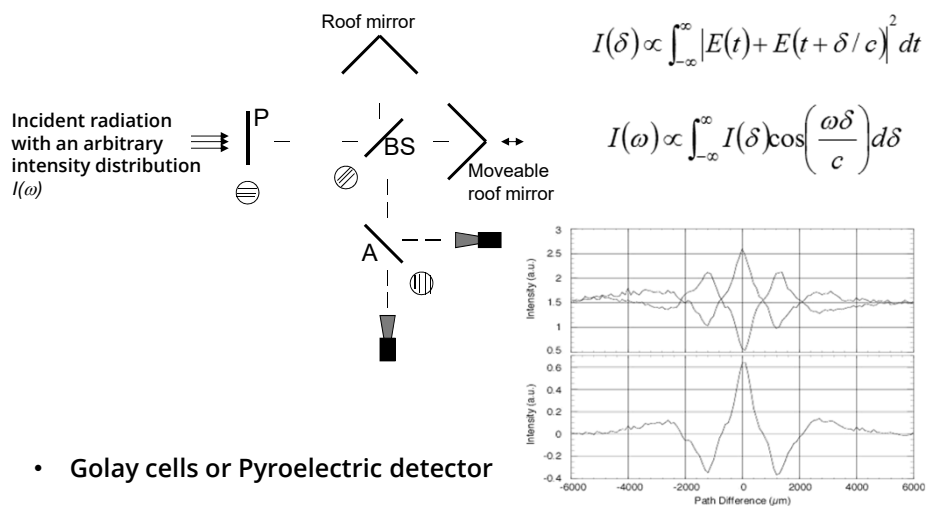 Roof mirror
Incident radiation
with an arbitrary
intensity distribution
I(ω)
P
BS
Moveable
roof mirror
A
I(δ) ∝ ∫_{-∞}^{∞} |E(t) + E(t + δ / c)|² dt
I(ω) ∝ ∫_{-∞}^{∞} I(δ)cos(ωδ/c)dδ
Intensity (a.u.)
3
2.5
2
1.5
1
0.5
Intensity (a.u.)
0.6
0.4
0.2
0
-0.2
-0.4
-6000 -4000 -2000 0 2000 4000 6000
Path Difference (μm)
• Golay cells or Pyroelectric detector